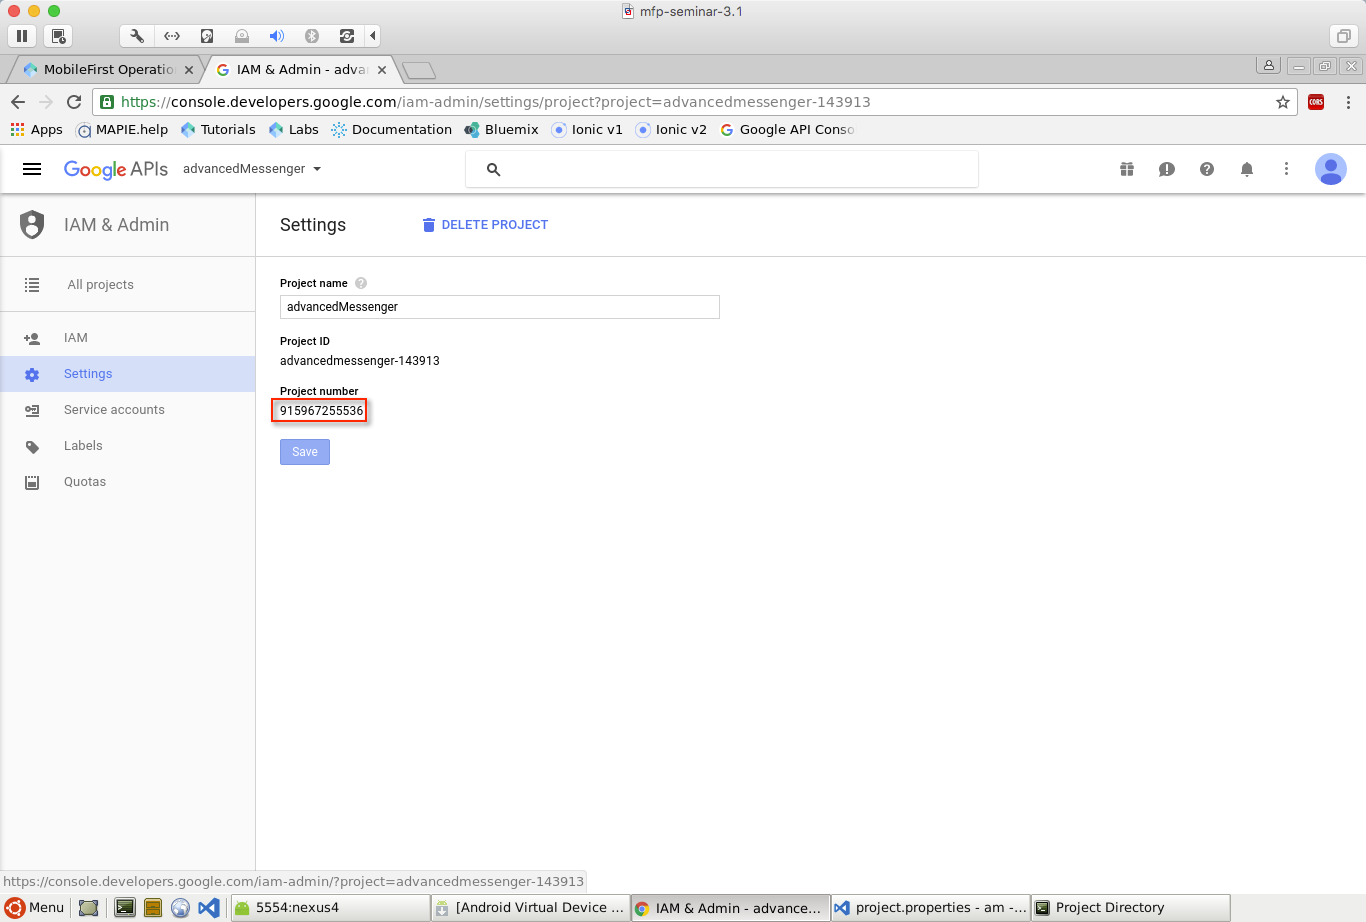 mfp-seminar-3.1
MobileFirst Operatio
IAM & Admin - adva
https://console.developers.google.com/iam-admin/settings/project?project=advancedmessenger-143913
CORS
Apps
MAPIE.help
Tutorials
Labs
Documentation
Bluemix
Ionic v1
Ionic v2
Google API Conso
Google APIs
advancedMessenger
IAM & Admin
Settings
DELETE PROJECT
All projects
Project name
advancedMessenger
IAM
Project ID
advancedmessenger-143913
Settings
Project number
915967255536
Service accounts
Labels
Save
Quotas
https://console.developers.google.com/iam-admin/?project=advancedmessenger-143913
Menu
5554:nexus4
[Android Virtual Device ...
IAM & Admin - advance...
project.properties - am -...
Project Directory